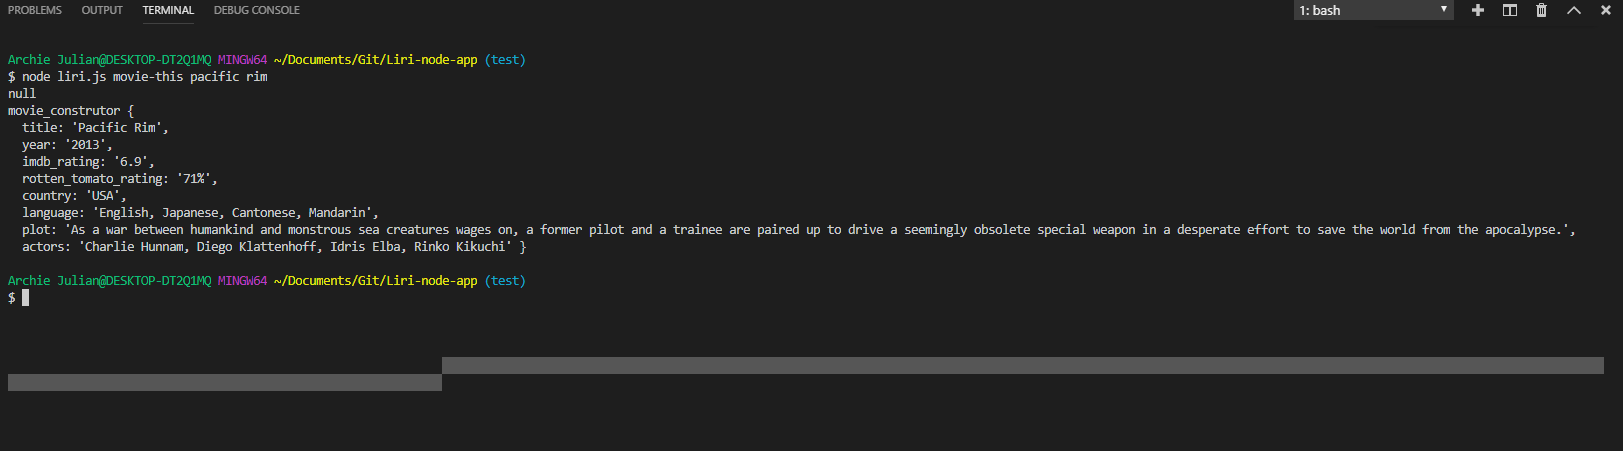 PROBLEMS OUTPUT TERMINAL DEBUG CONSOLE 1: bash
Archie Julian@DESKTOP-DT2Q1MQ MINGW64 ~/Documents/Git/Liri-node-app (test)
$ node liri.js movie-this pacific rim
null
movie_construtor {
  title: 'Pacific Rim',
  year: '2013',
  imdb_rating: '6.9',
  rotten_tomato_rating: '71%',
  country: 'USA',
  language: 'English, Japanese, Cantonese, Mandarin',
  plot: 'As a war between humankind and monstrous sea creatures wages on, a former pilot and a trainee are paired up to drive a seemingly obsolete special weapon in a desperate effort to save the world from the apocalypse.',
  actors: 'Charlie Hunnam, Diego Klattenhoff, Idris Elba, Rinko Kikuchi' }
Archie Julian@DESKTOP-DT2Q1MQ MINGW64 ~/Documents/Git/Liri-node-app (test)
$